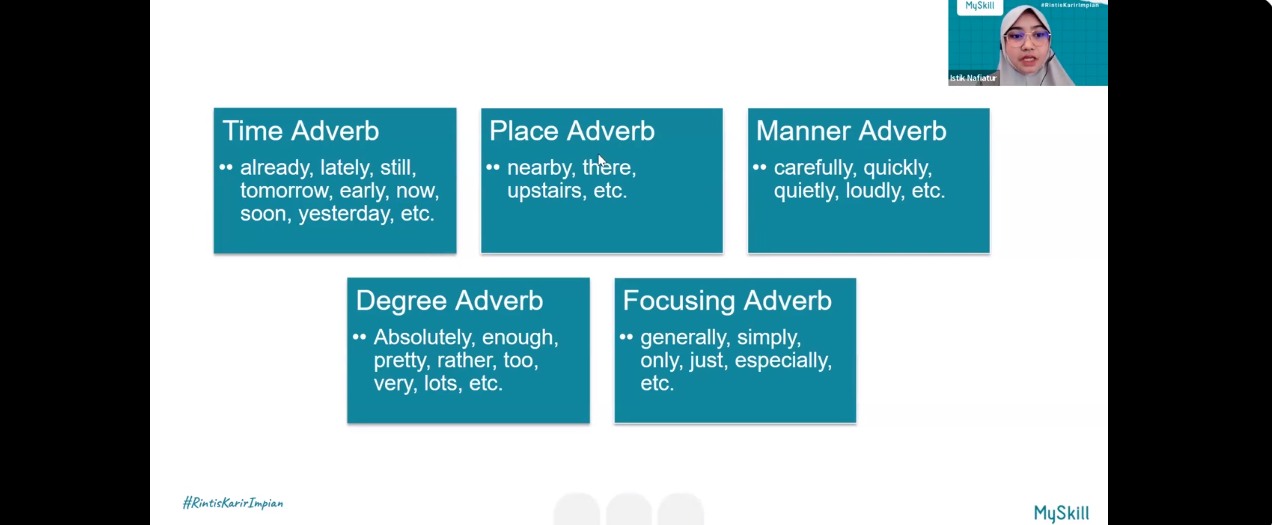 MySkill
#RintisKarirImpian
Istik Nafiatur
Time Adverb
•• already, lately, still,
tomorrow, early, now,
soon, yesterday, etc.
Place Adverb
•• nearby, there,
upstairs, etc.
Manner Adverb
•• carefully, quickly,
quietly, loudly, etc.
Degree Adverb
•• Absolutely, enough,
pretty, rather, too,
very, lots, etc.
Focusing Adverb
•• generally, simply,
only, just, especially,
etc.
#RintisKarirImpian
MySkill